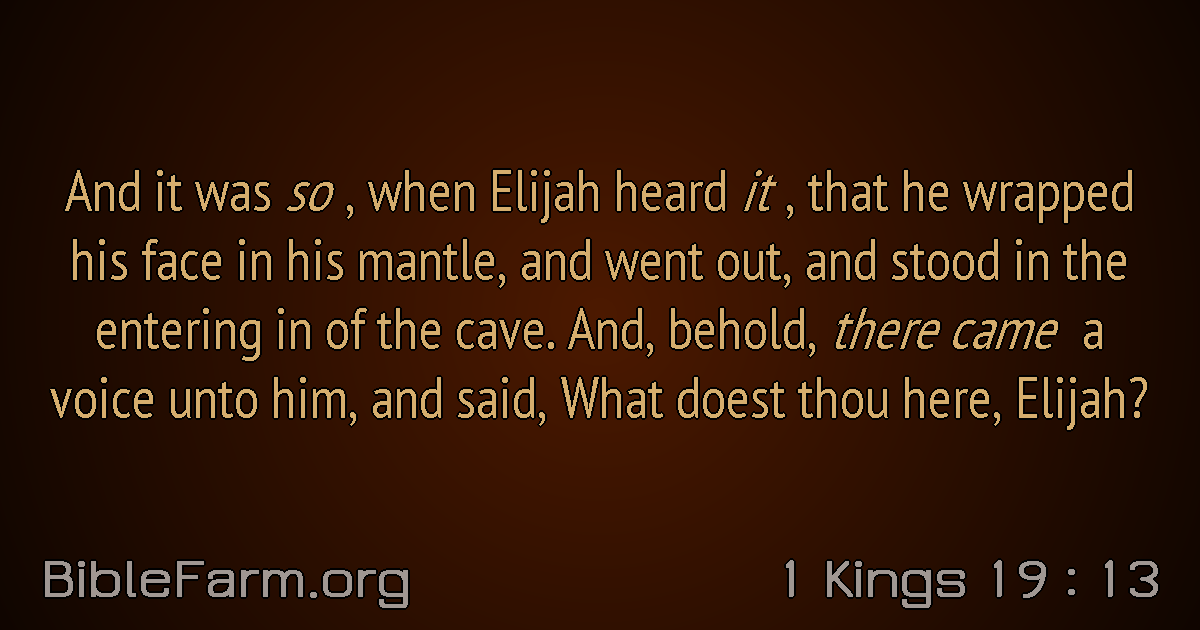 And it was so , when Elijah heard it , that he wrapped
his face in his mantle, and went out, and stood in the
entering in of the cave. And, behold, there came a
voice unto him, and said, What doest thou here, Elijah?
BibleFarm.org
1 Kings 19 : 13